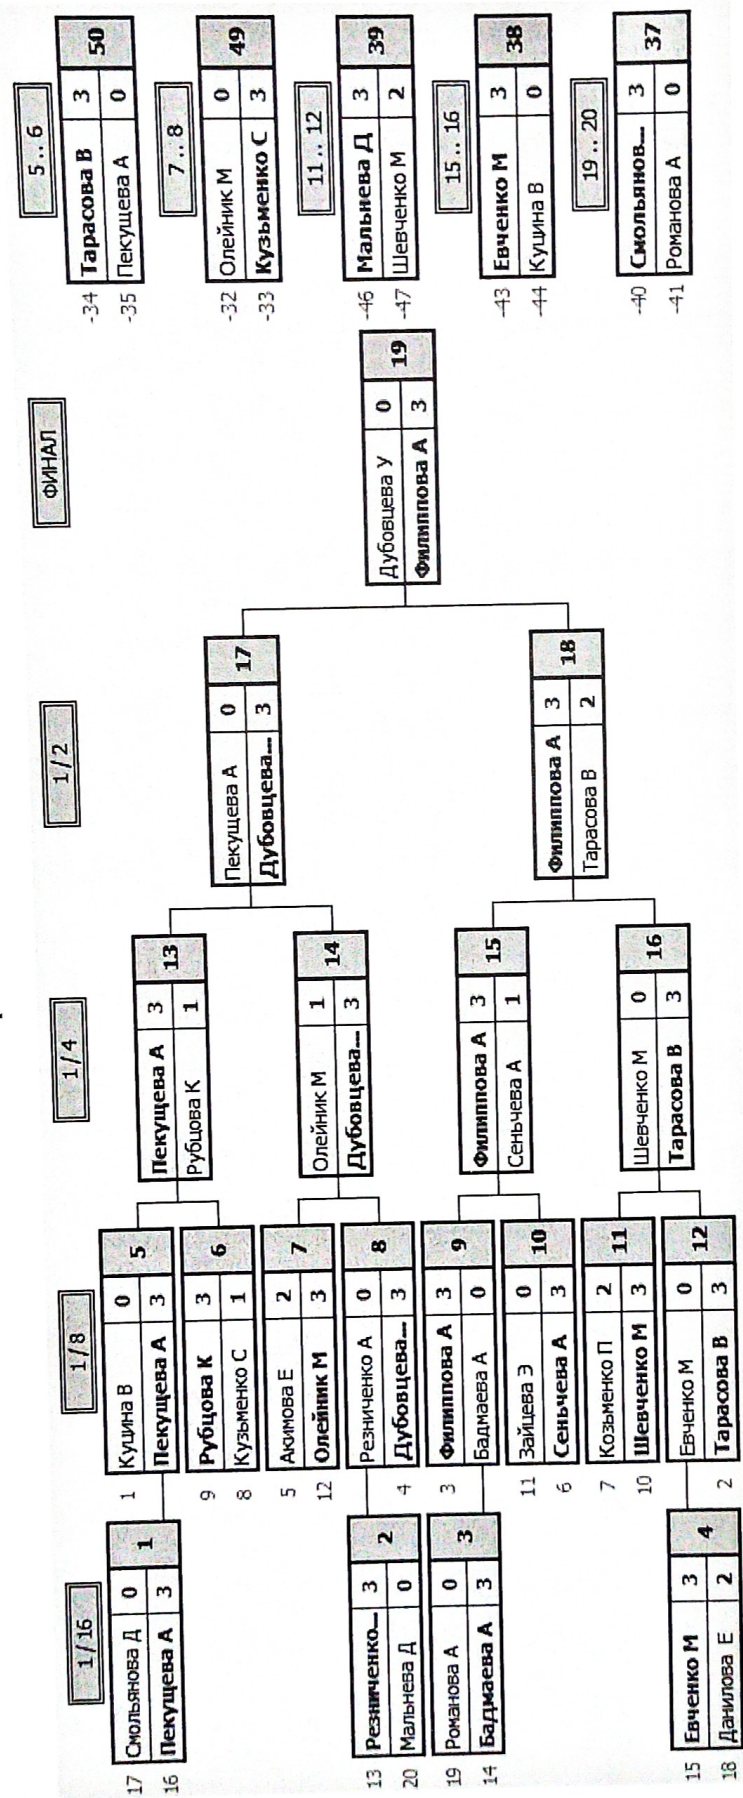 1 / 16
17 Смольянова Д 0
16 Пекущева А 3
1
13 Резниченко... 3
20 Мальнева Д 0
2
19 Романова А 0
14 Бадмаева А 3
3
15 Евченко М 3
18 Данилова Е 2
4
1 / 8
1 Куцина В 0
Пекущева А 3
5
9 Рубцова К 3
8 Кузьменко С 1
6
5 Акимова Е 2
12 Олейник М 3
7
Резниченко А 0
4 Дубовцева... 3
8
3 Филиппова А 3
Бадмаева А 0
9
11 Зайцева Э 0
6 Сеньчева А 3
10
7 Козьменко П 2
10 Шевченко М 3
11
Евченко М 0
2 Тарасова В 3
12
1 / 4
Пекущева А 3
Рубцова К 1
13
Олейник М 1
Дубовцева... 3
14
Филиппова А 3
Сеньчева А 1
15
Шевченко М 0
Тарасова В 3
16
1 / 2
Пекущева А 0
Дубовцева... 3
17
Филиппова А 3
Тарасова В 2
18
ФИНАЛ
Дубовцева У 0
Филиппова А 3
19
5 .. 6
-34 Тарасова В 3
-35 Пекущева А 0
50
7 .. 8
-32 Олейник М 0
-33 Кузьменко С 3
49
11 .. 12
-46 Мальнева Д 3
-47 Шевченко М 2
39
15 .. 16
-43 Евченко М 3
-44 Куцина В 0
38
19 .. 20
-40 Смольянов... 3
-41 Романова А 0
37